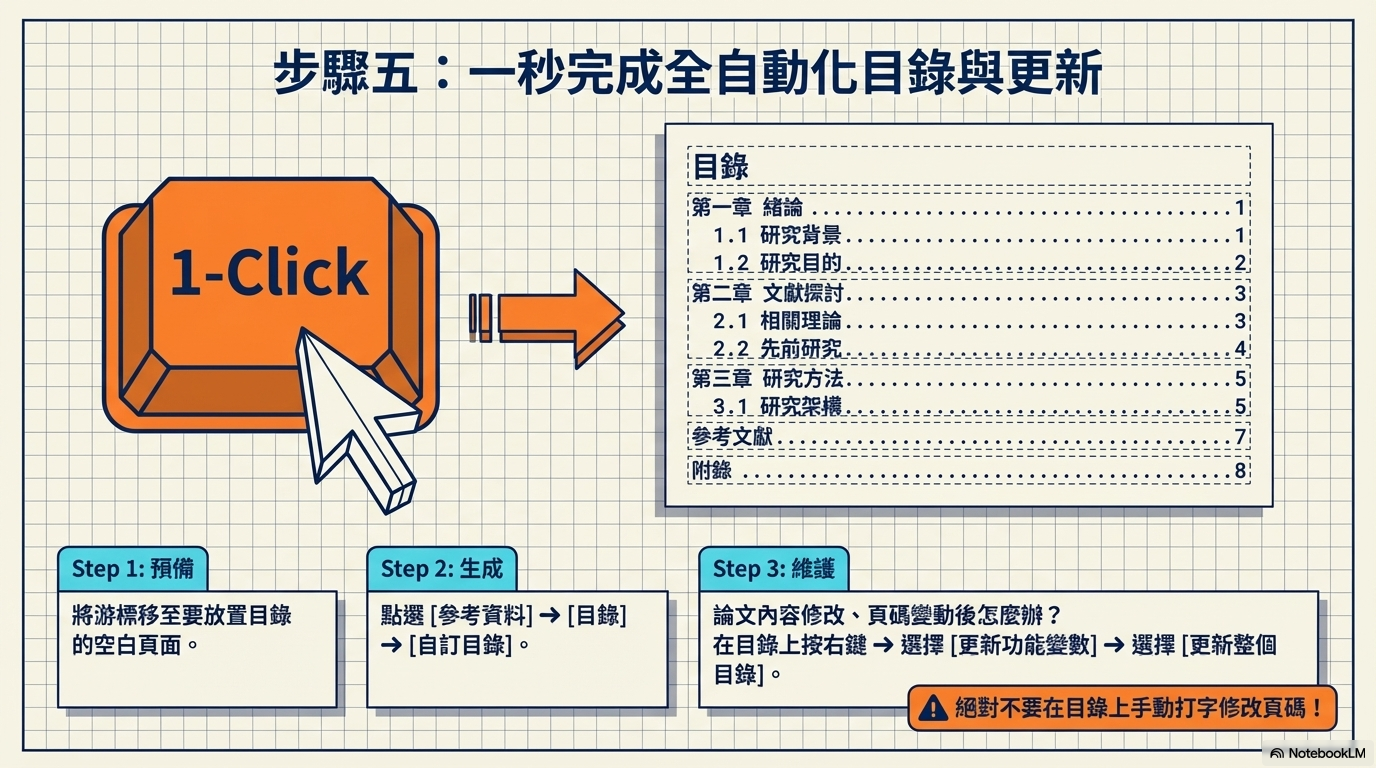 步驟五：一秒完成全自動化目錄與更新
1-Click
目錄
第一章 緒論 ........................................ 1
1.1 研究背景 ........................................ 1
1.2 研究目的 ........................................ 2
第二章 文獻探討 ........................................ 3
2.1 相關理論 ........................................ 3
2.2 先前研究 ........................................ 4
第三章 研究方法 ........................................ 5
3.1 研究架構 ........................................ 5
參考文獻 ........................................ 7
附錄 ........................................ 8
Step 1: 預備
將游標移至要放置目錄
的空白頁面。
Step 2: 生成
點選 [參考資料] → [目錄]
→ [自訂目錄]。
Step 3: 維護
論文內容修改、頁碼變動後怎麼辦？
在目錄上按右鍵 → 選擇 [更新功能變數] → 選擇 [更新整個
目錄]。
絕對不要在目錄上手動打字修改頁碼！
NotebookLM